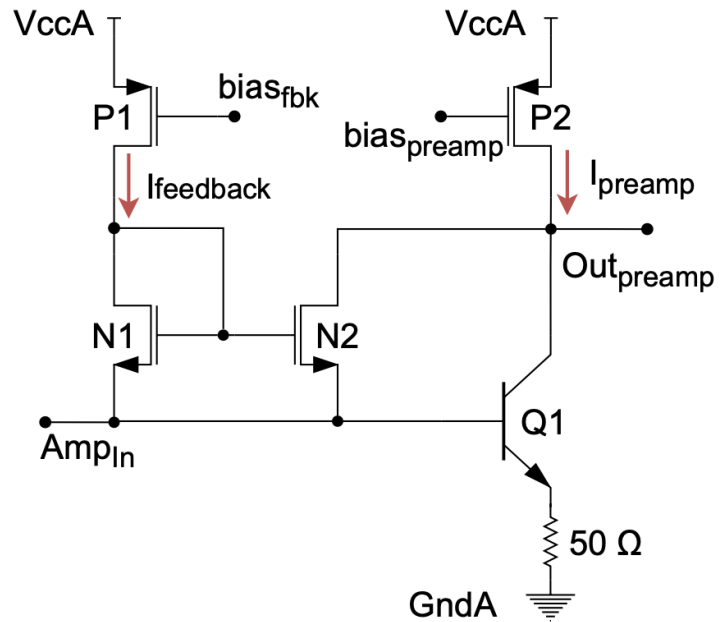 VccA
VccA
P1
bias_fbk
P2
bias_preamp
I_feedback
I_preamp
Out_preamp
N1
N2
Amp_In
Q1
50 Ω
GndA